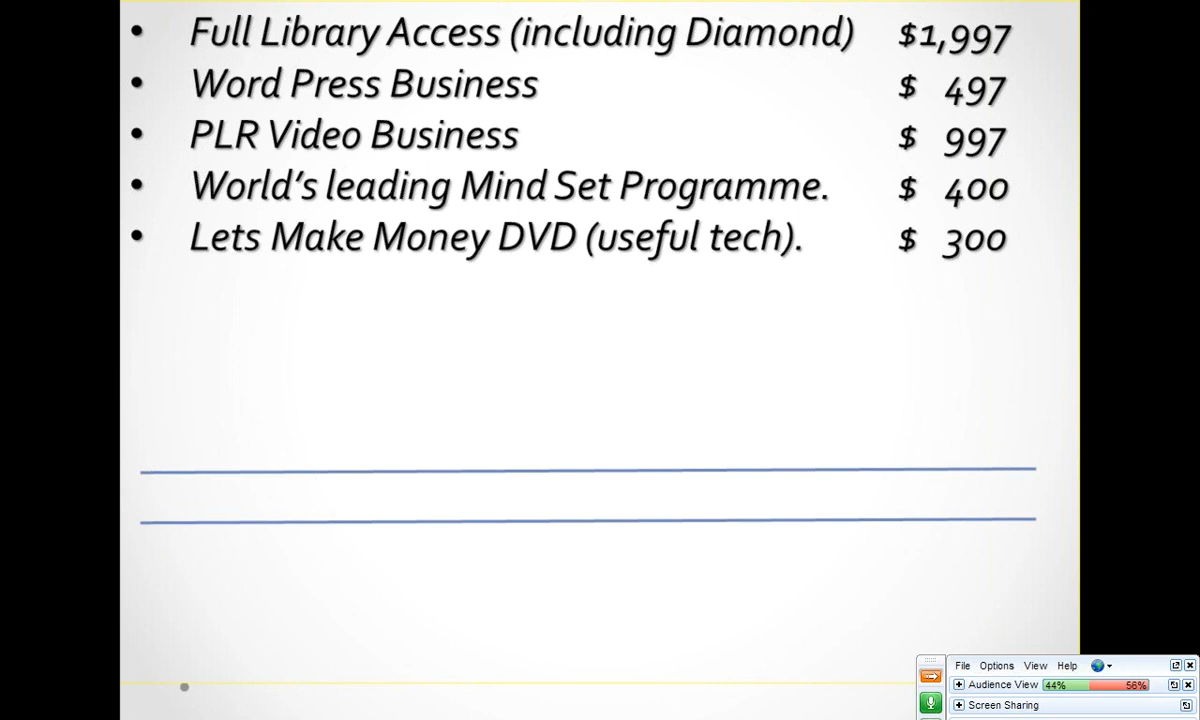 • Full Library Access (including Diamond) $1,997
• Word Press Business $ 497
• PLR Video Business $ 997
• World's leading Mind Set Programme. $ 400
• Lets Make Money DVD (useful tech). $ 300
File Options View Help
Audience View 44% 56%
Screen Sharing